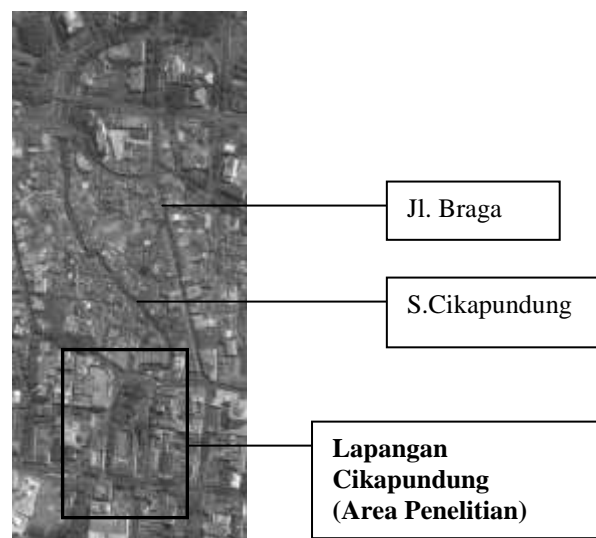 Jl. Braga
S.Cikapundung
Lapangan
Cikapundung
(Area Penelitian)